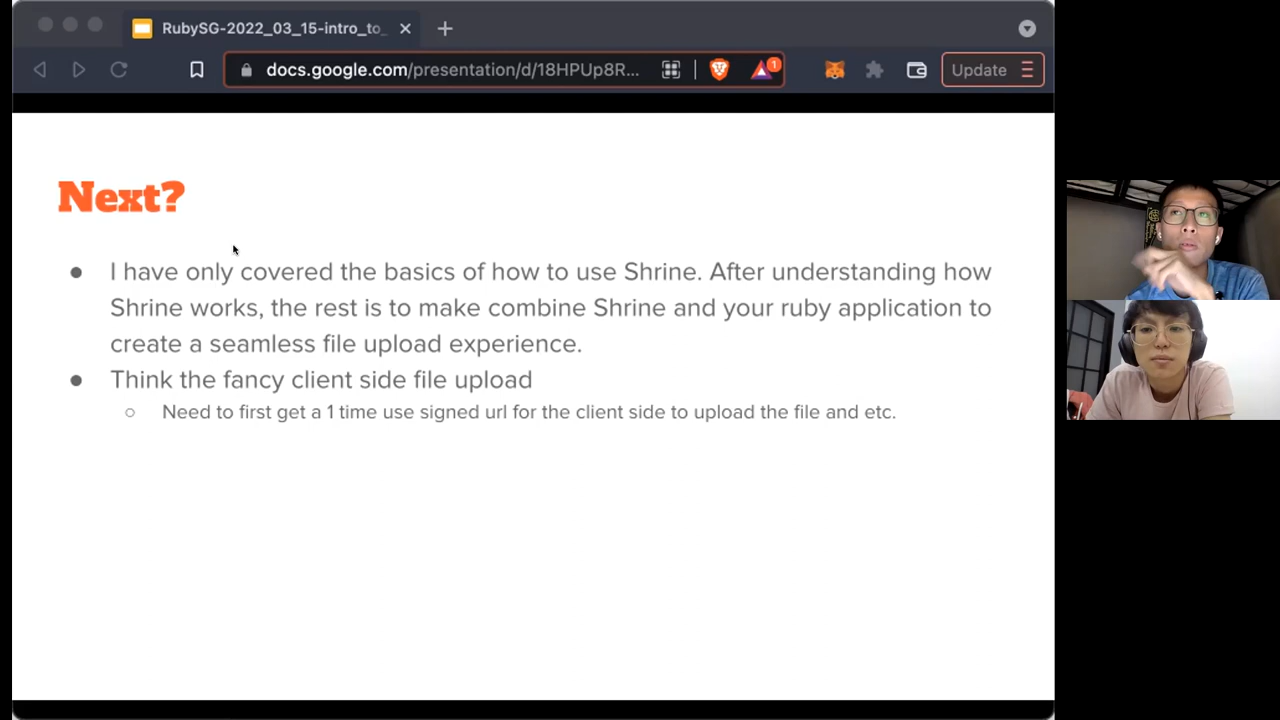 RubySG-2022_03_15-intro_to_
docs.google.com/presentation/d/18HPUp8R...
1
Update
Next?
● I have only covered the basics of how to use Shrine. After understanding how
Shrine works, the rest is to make combine Shrine and your ruby application to
create a seamless file upload experience.
● Think the fancy client side file upload
○ Need to first get a 1 time use signed url for the client side to upload the file and etc.